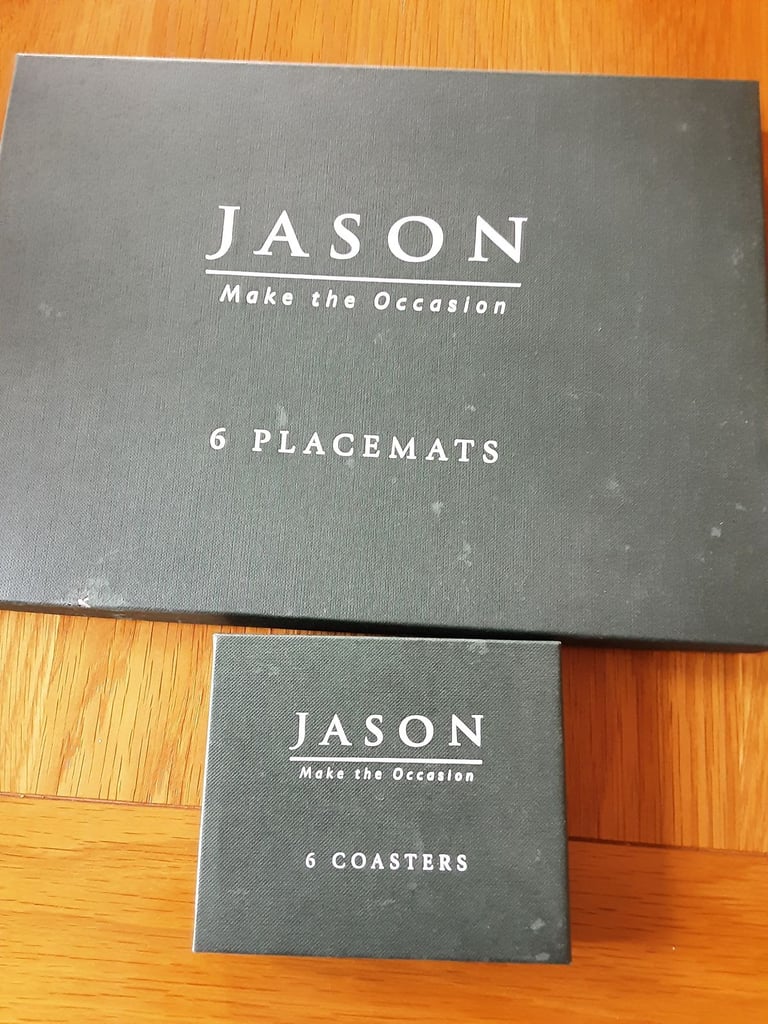 JASON
Make the Occasion
6 PLACEMATS
JASON
Make the Occasion
6 COASTERS